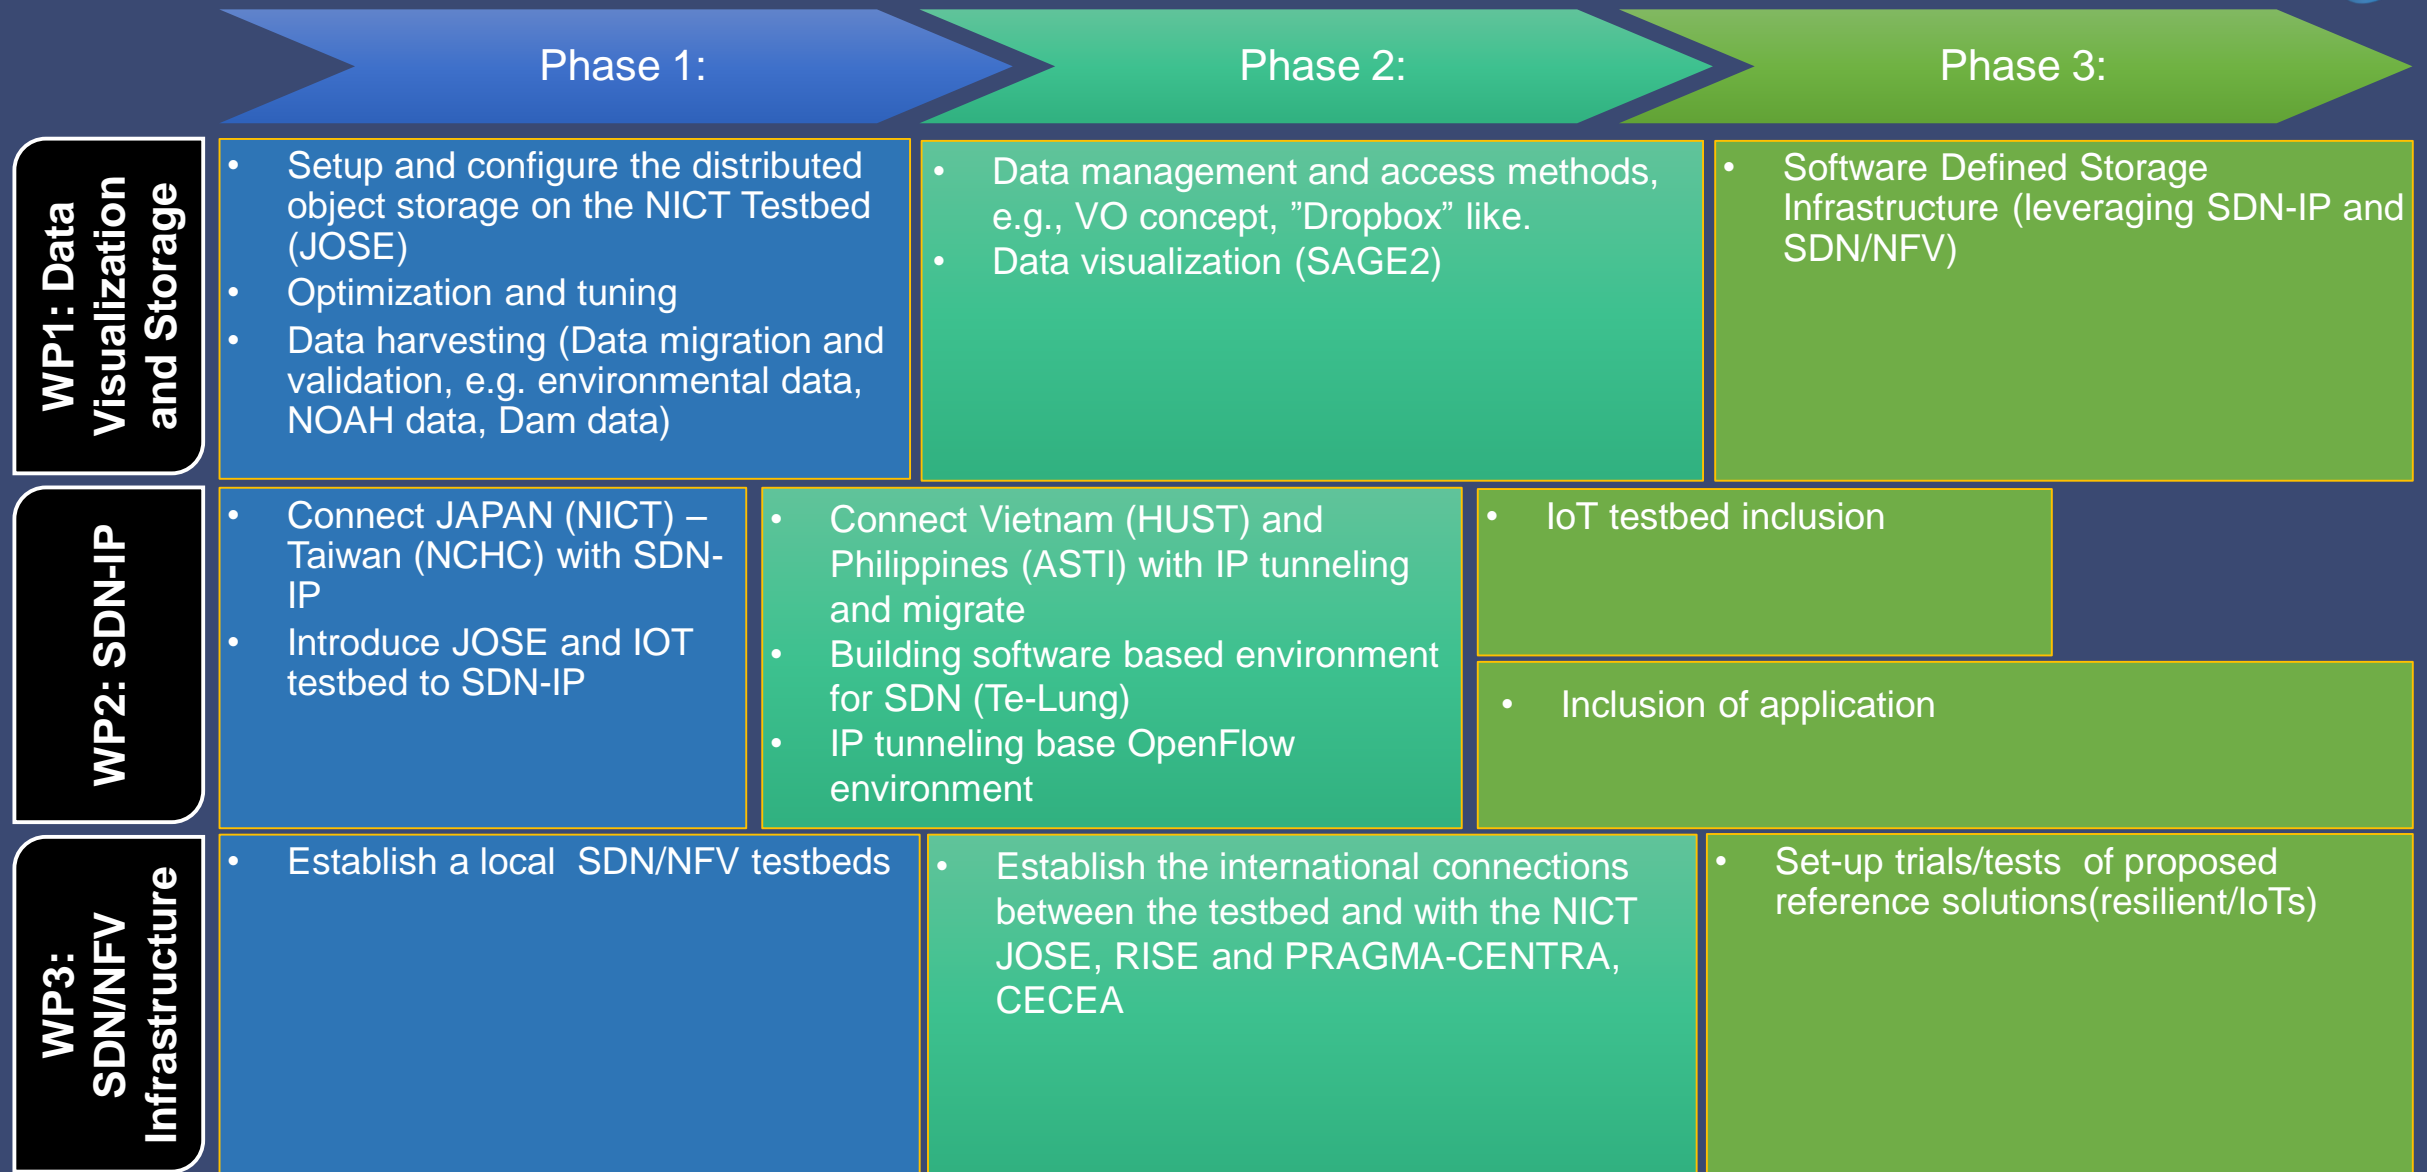 Phase 1:
Phase 2:
Phase 3:
WP1: Data
Visualization
and Storage
• Setup and configure the distributed
object storage on the NICT Testbed
(JOSE)
• Optimization and tuning
• Data harvesting (Data migration and
validation, e.g. environmental data,
NOAH data, Dam data)
• Data management and access methods,
e.g., VO concept, ”Dropbox” like.
• Data visualization (SAGE2)
• Software Defined Storage
Infrastructure (leveraging SDN-IP and
SDN/NFV)
WP2: SDN-IP
• Connect JAPAN (NICT) –
Taiwan (NCHC) with SDN-
IP
• Introduce JOSE and IOT
testbed to SDN-IP
• Connect Vietnam (HUST) and
Philippines (ASTI) with IP tunneling
and migrate
• Building software based environment
for SDN (Te-Lung)
• IP tunneling base OpenFlow
environment
• IoT testbed inclusion
• Inclusion of application
WP3:
SDN/NFV
Infrastructure
• Establish a local  SDN/NFV testbeds
• Establish the international connections
between the testbed and with the NICT
JOSE, RISE and PRAGMA-CENTRA,
CECEA
• Set-up trials/tests  of proposed
reference solutions(resilient/IoTs)